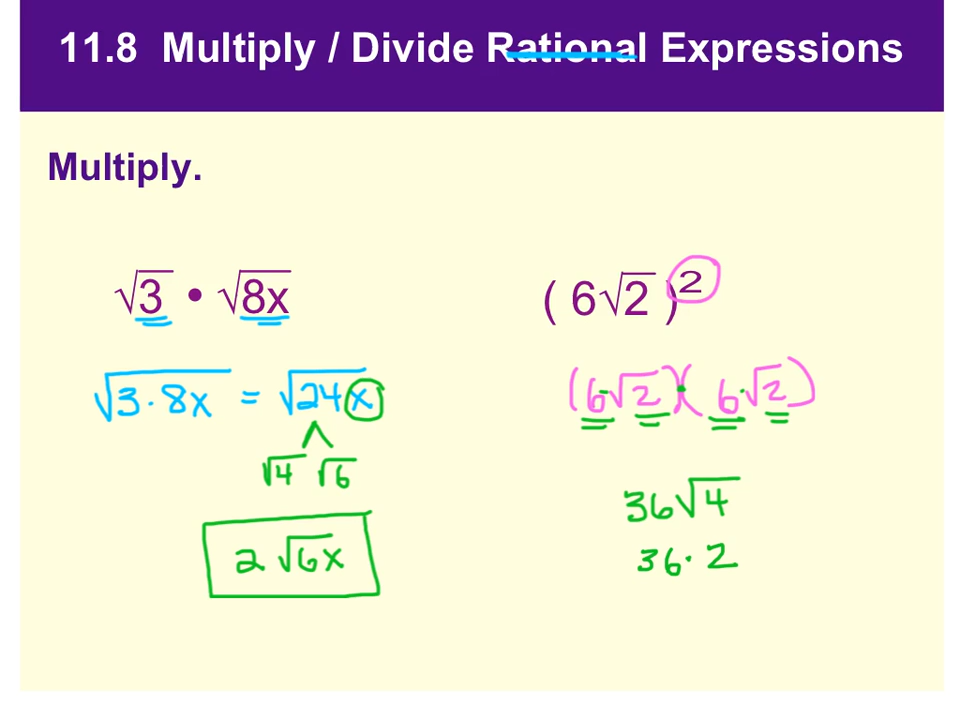 11.8 Multiply / Divide Rational Expressions
Multiply.
√3 • √8x
√3·8x = √24x
√4 √6
2√6x
(6√2)²
(6·√2)·(6·√2)
36√4
36·2